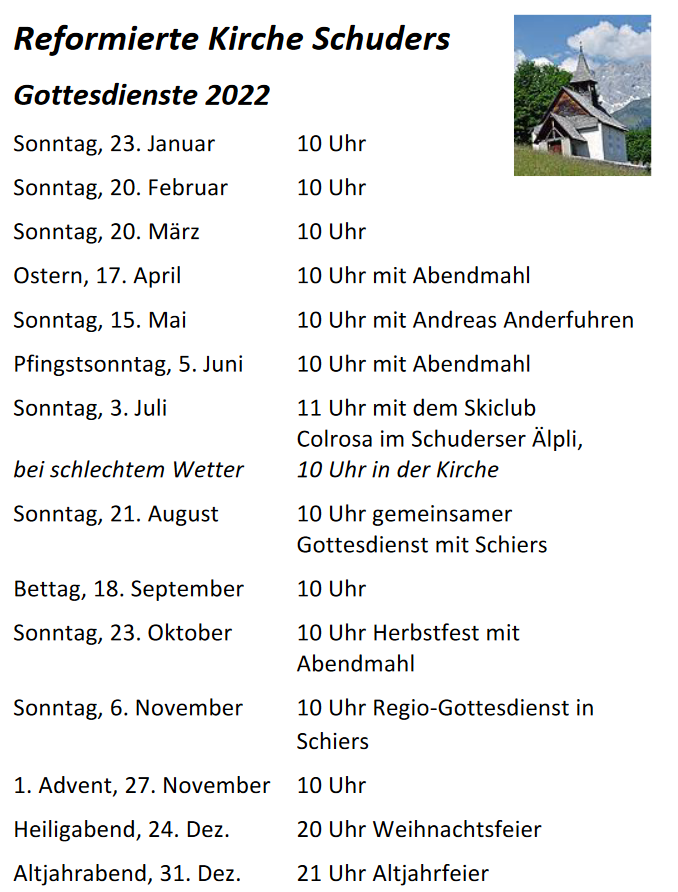 Reformierte Kirche Schuders
Gottesdienste 2022
Sonntag, 23. Januar 10 Uhr
Sonntag, 20. Februar 10 Uhr
Sonntag, 20. März 10 Uhr
Ostern, 17. April 10 Uhr mit Abendmahl
Sonntag, 15. Mai 10 Uhr mit Andreas Anderfuhren
Pfingstsonntag, 5. Juni 10 Uhr mit Abendmahl
Sonntag, 3. Juli 11 Uhr mit dem Skiclub
Colrosa im Schuderser Älpli,
bei schlechtem Wetter 10 Uhr in der Kirche
Sonntag, 21. August 10 Uhr gemeinsamer
Gottesdienst mit Schiers
Bettag, 18. September 10 Uhr
Sonntag, 23. Oktober 10 Uhr Herbstfest mit
Abendmahl
Sonntag, 6. November 10 Uhr Regio-Gottesdienst in
Schiers
1. Advent, 27. November 10 Uhr
Heiligabend, 24. Dez. 20 Uhr Weihnachtsfeier
Altjahrabend, 31. Dez. 21 Uhr Altjahrfeier